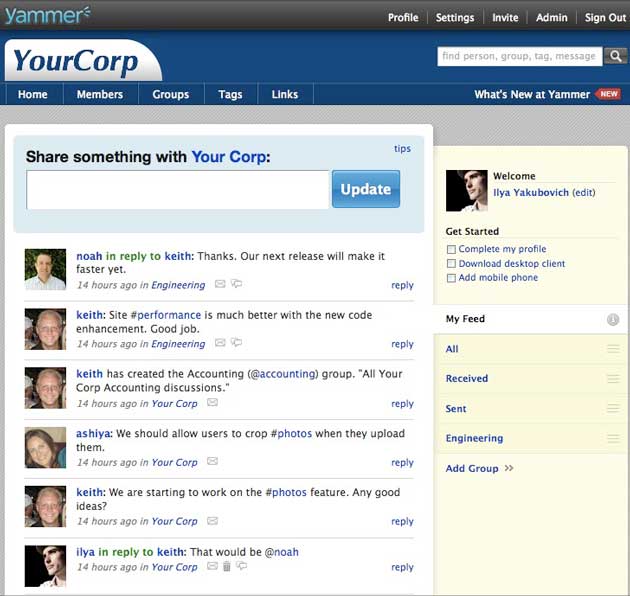 yammer
Profile Settings Invite Admin Sign Out
YourCorp
find person, group, tag, message
Home Members Groups Tags Links
What's New at Yammer NEW
Share something with Your Corp:
tips
Update
noah in reply to keith: Thanks. Our next release will make it
faster yet.
14 hours ago in Engineering
reply
keith: Site #performance is much better with the new code
enhancement. Good job.
14 hours ago in Engineering
reply
keith has created the Accounting (@accounting) group. "All Your
Corp Accounting discussions."
14 hours ago in Your Corp
reply
ashiya: We should allow users to crop #photos when they upload
them.
14 hours ago in Your Corp
reply
keith: We are starting to work on the #photos feature. Any good
ideas?
14 hours ago in Your Corp
reply
ilya in reply to keith: That would be @noah
14 hours ago in Your Corp
reply
Welcome
Ilya Yakubovich (edit)
Get Started
Complete my profile
Download desktop client
Add mobile phone
My Feed
All
Received
Sent
Engineering
Add Group >>